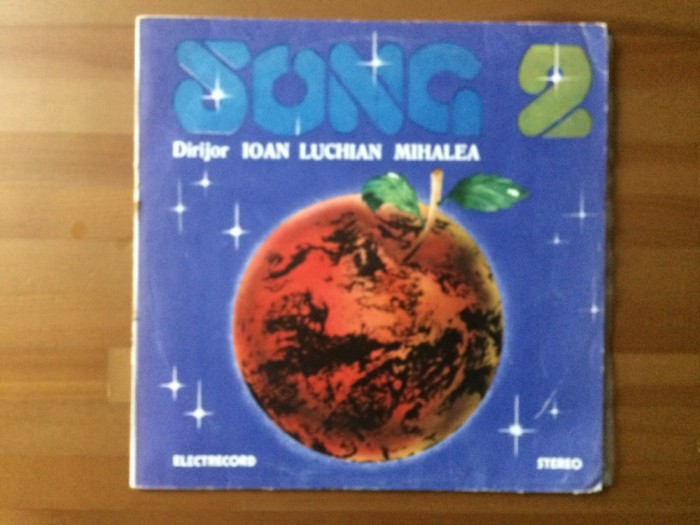 SONG 2
Dirijor IOAN LUCHIAN MIHALEA
ELECTRECORD STEREO